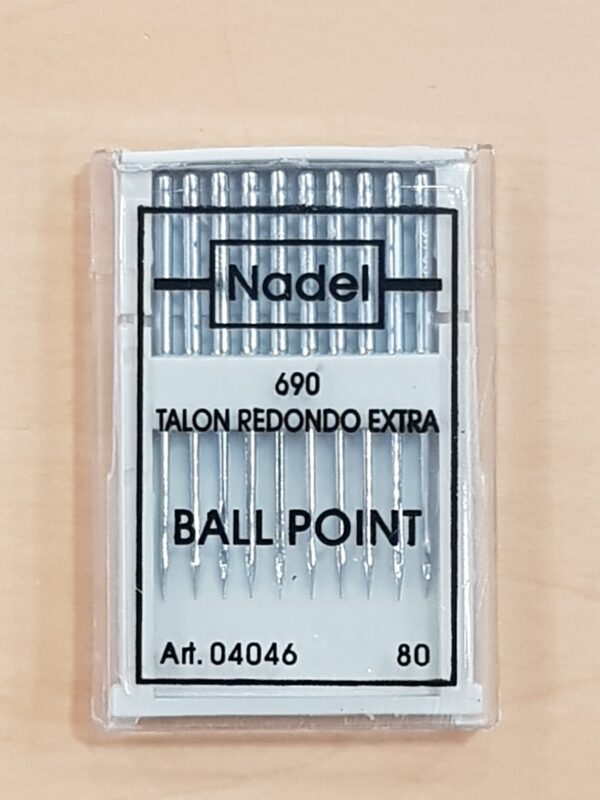 Nadel
690
TALON REDONDO EXTRA
BALL POINT
Art. 04046 80